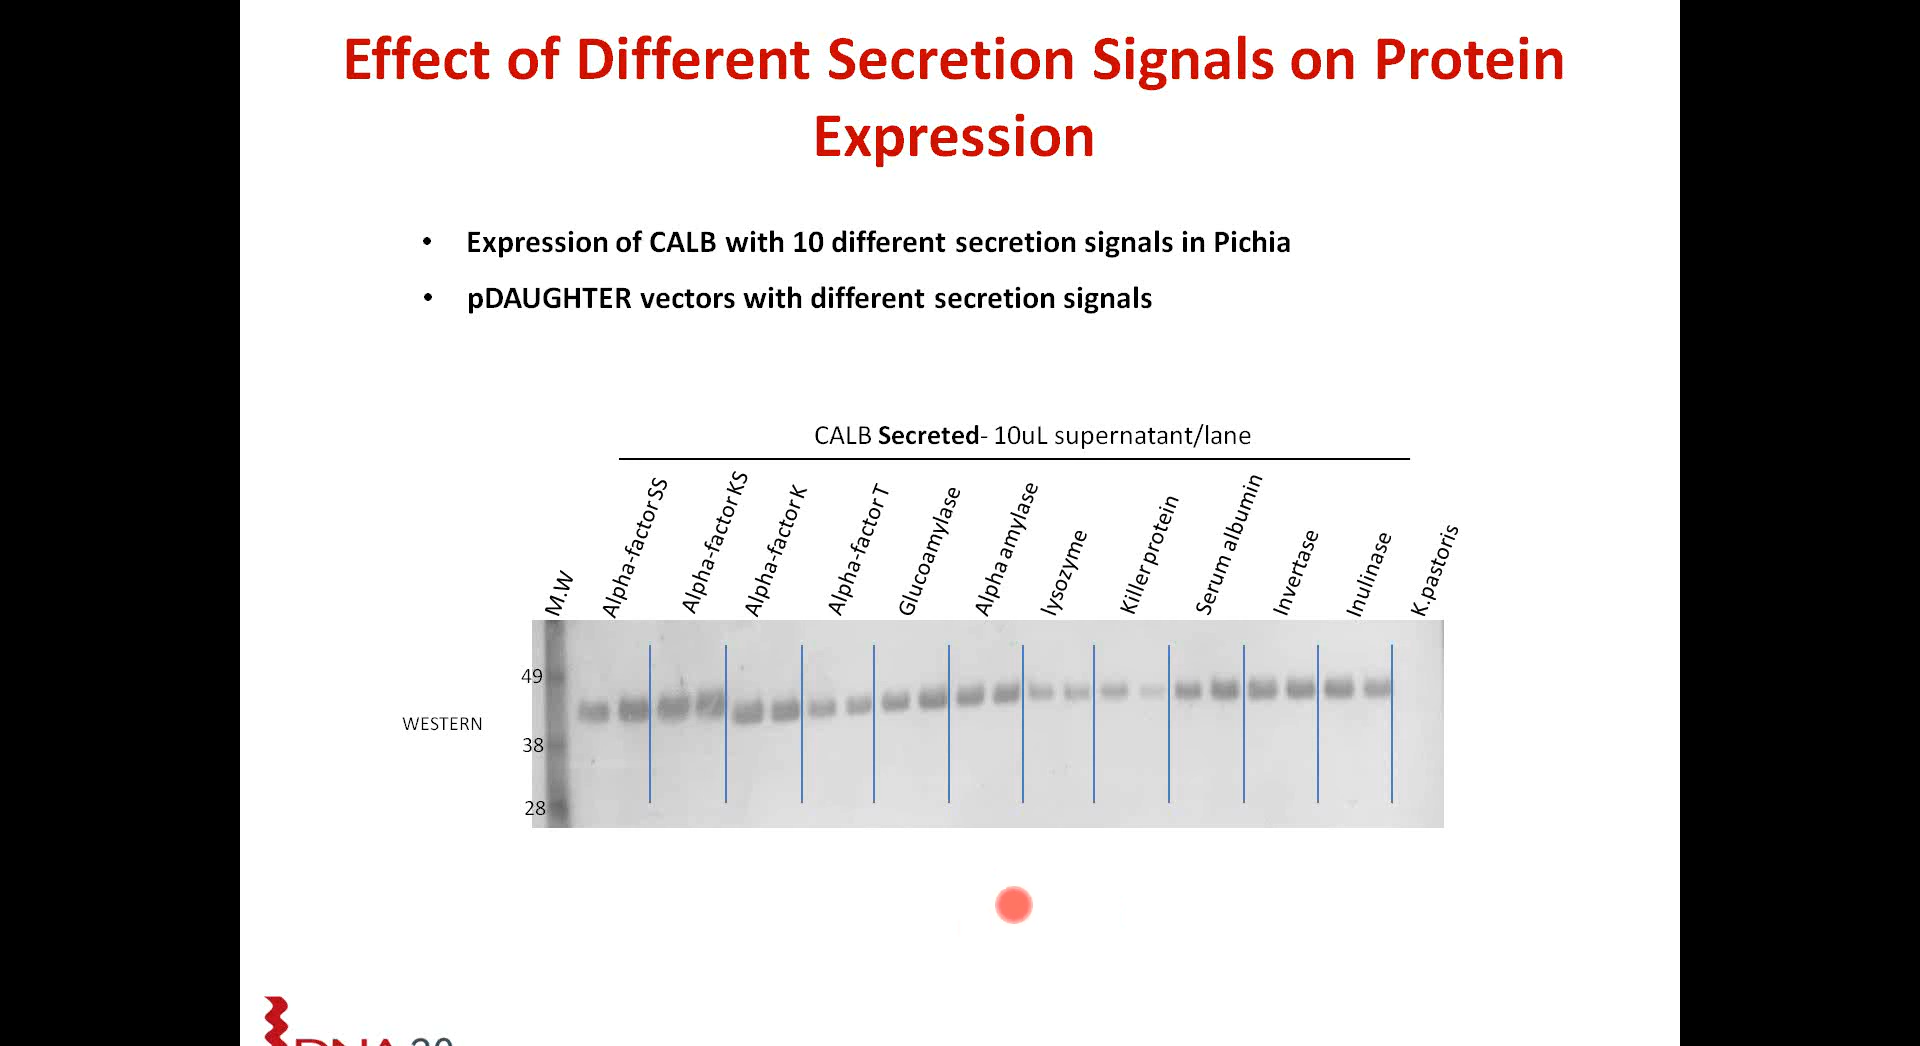 Effect of Different Secretion Signals on Protein
Expression
• Expression of CALB with 10 different secretion signals in Pichia
• pDAUGHTER vectors with different secretion signals
CALB Secreted- 10uL supernatant/lane
M.W
Alpha-factor SS
Alpha-factor KS
Alpha-factor K
Alpha-factor T
Glucoamylase
Alpha amylase
lysozyme
Killer protein
Serum albumin
Invertase
Inulinase
K.pastoris
49
WESTERN
38
28
DNA 20